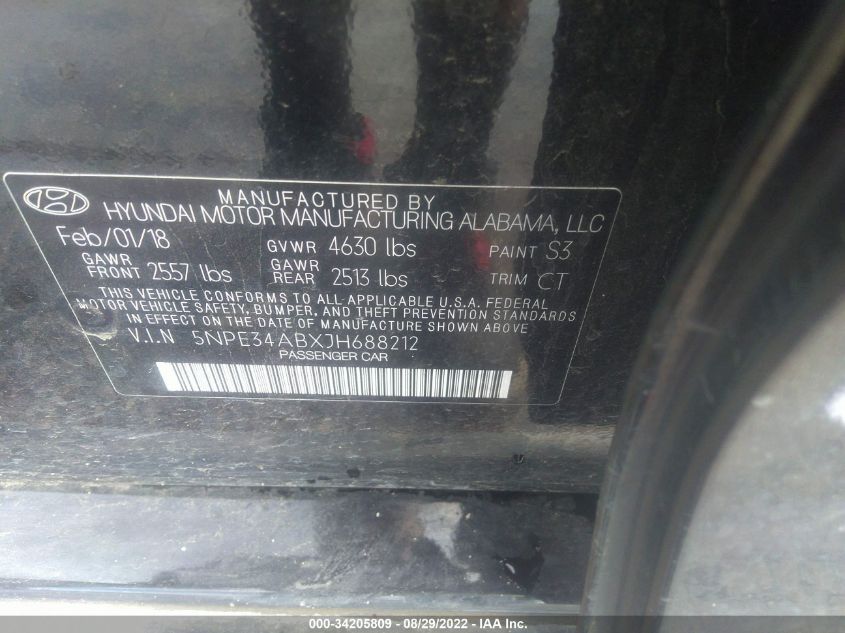 MANUFACTURED BY
HYUNDAI MOTOR MANUFACTURING ALABAMA, LLC
Feb/01/18 GVWR 4630 lbs PAINT S3
GAWR FRONT 2557 lbs GAWR REAR 2513 lbs TRIM CT
THIS VEHICLE CONFORMS TO ALL APPLICABLE U.S.A. FEDERAL
MOTOR VEHICLE SAFETY, BUMPER, AND THEFT PREVENTION STANDARDS
IN EFFECT ON THE DATE OF MANUFACTURE SHOWN ABOVE.
V.I.N 5NPE34ABXJH688212
PASSENGER CAR
000-34205809 - 08/29/2022 - IAA Inc.